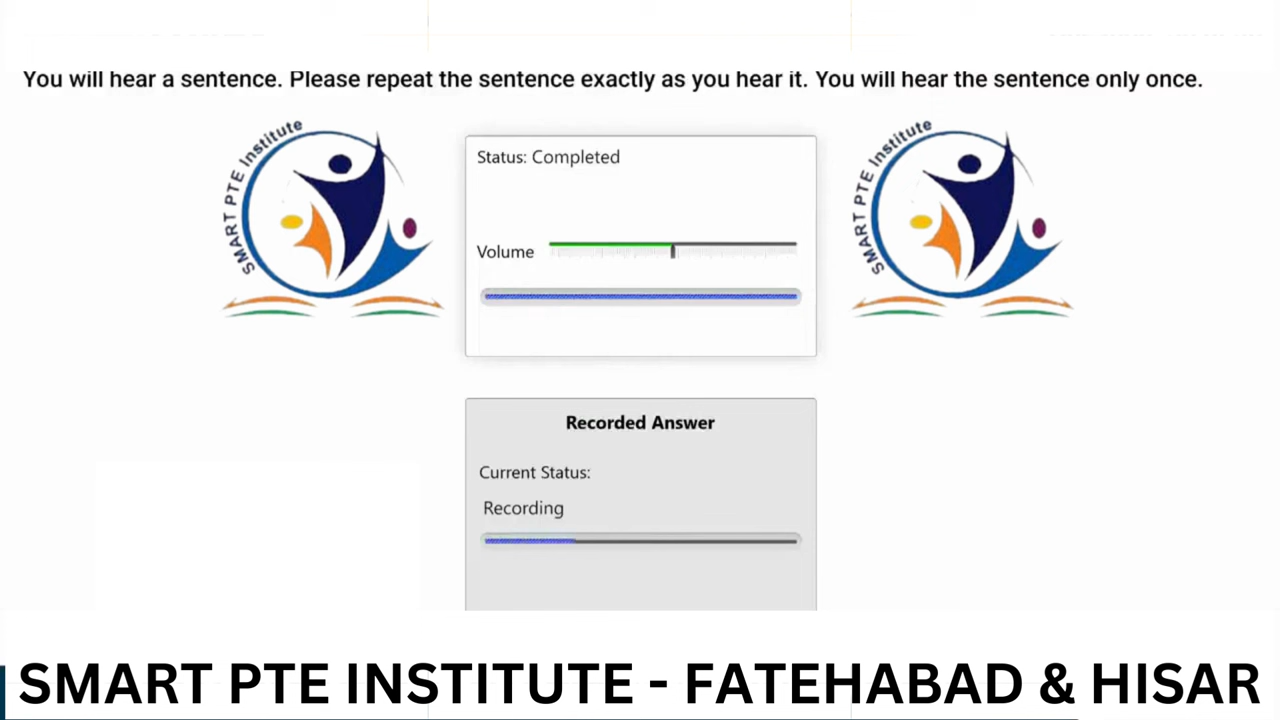 You will hear a sentence. Please repeat the sentence exactly as you hear it. You will hear the sentence only once.
SMART PTE Institute
Status: Completed
SMART PTE Institute
Volume
Recorded Answer
Current Status:
Recording
SMART PTE INSTITUTE - FATEHABAD & HISAR